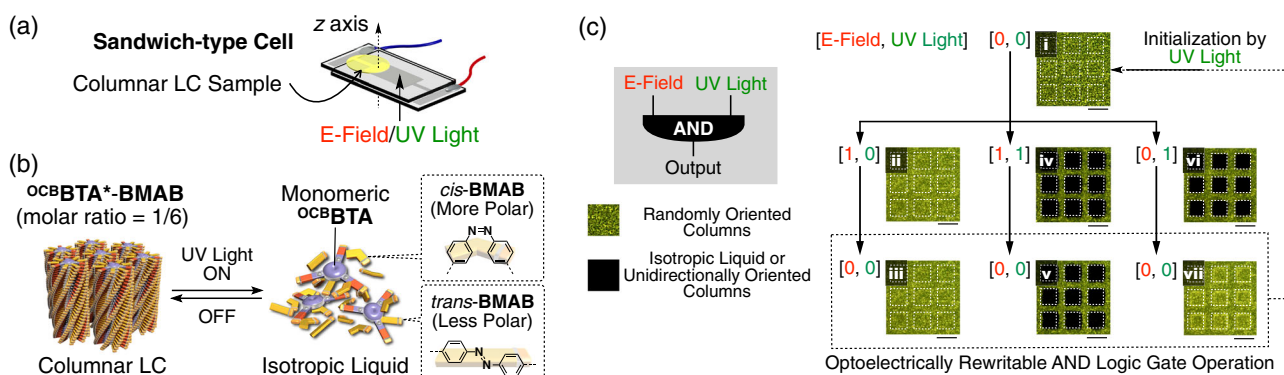 (a)
z axis
Sandwich-type Cell
Columnar LC Sample
E-Field/UV Light
(b)
OCBBTA*-BMAB
(molar ratio = 1/6)
UV Light
ON
OFF
Columnar LC
Monomeric
OCBBTA
Isotropic Liquid
cis-BMAB
(More Polar)
N=N
trans-BMAB
(Less Polar)
N
N
(c)
[E-Field, UV Light]
[0, 0]
i
Initialization by
UV Light
E-Field UV Light
AND
Output
Randomly Oriented
Columns
Isotropic Liquid or
Unidirectionally Oriented
Columns
[1, 0]
ii
[1, 1]
iv
[0, 1]
vi
[0, 0]
iii
[0, 0]
v
[0, 0]
vii
Optoelectrically Rewritable AND Logic Gate Operation